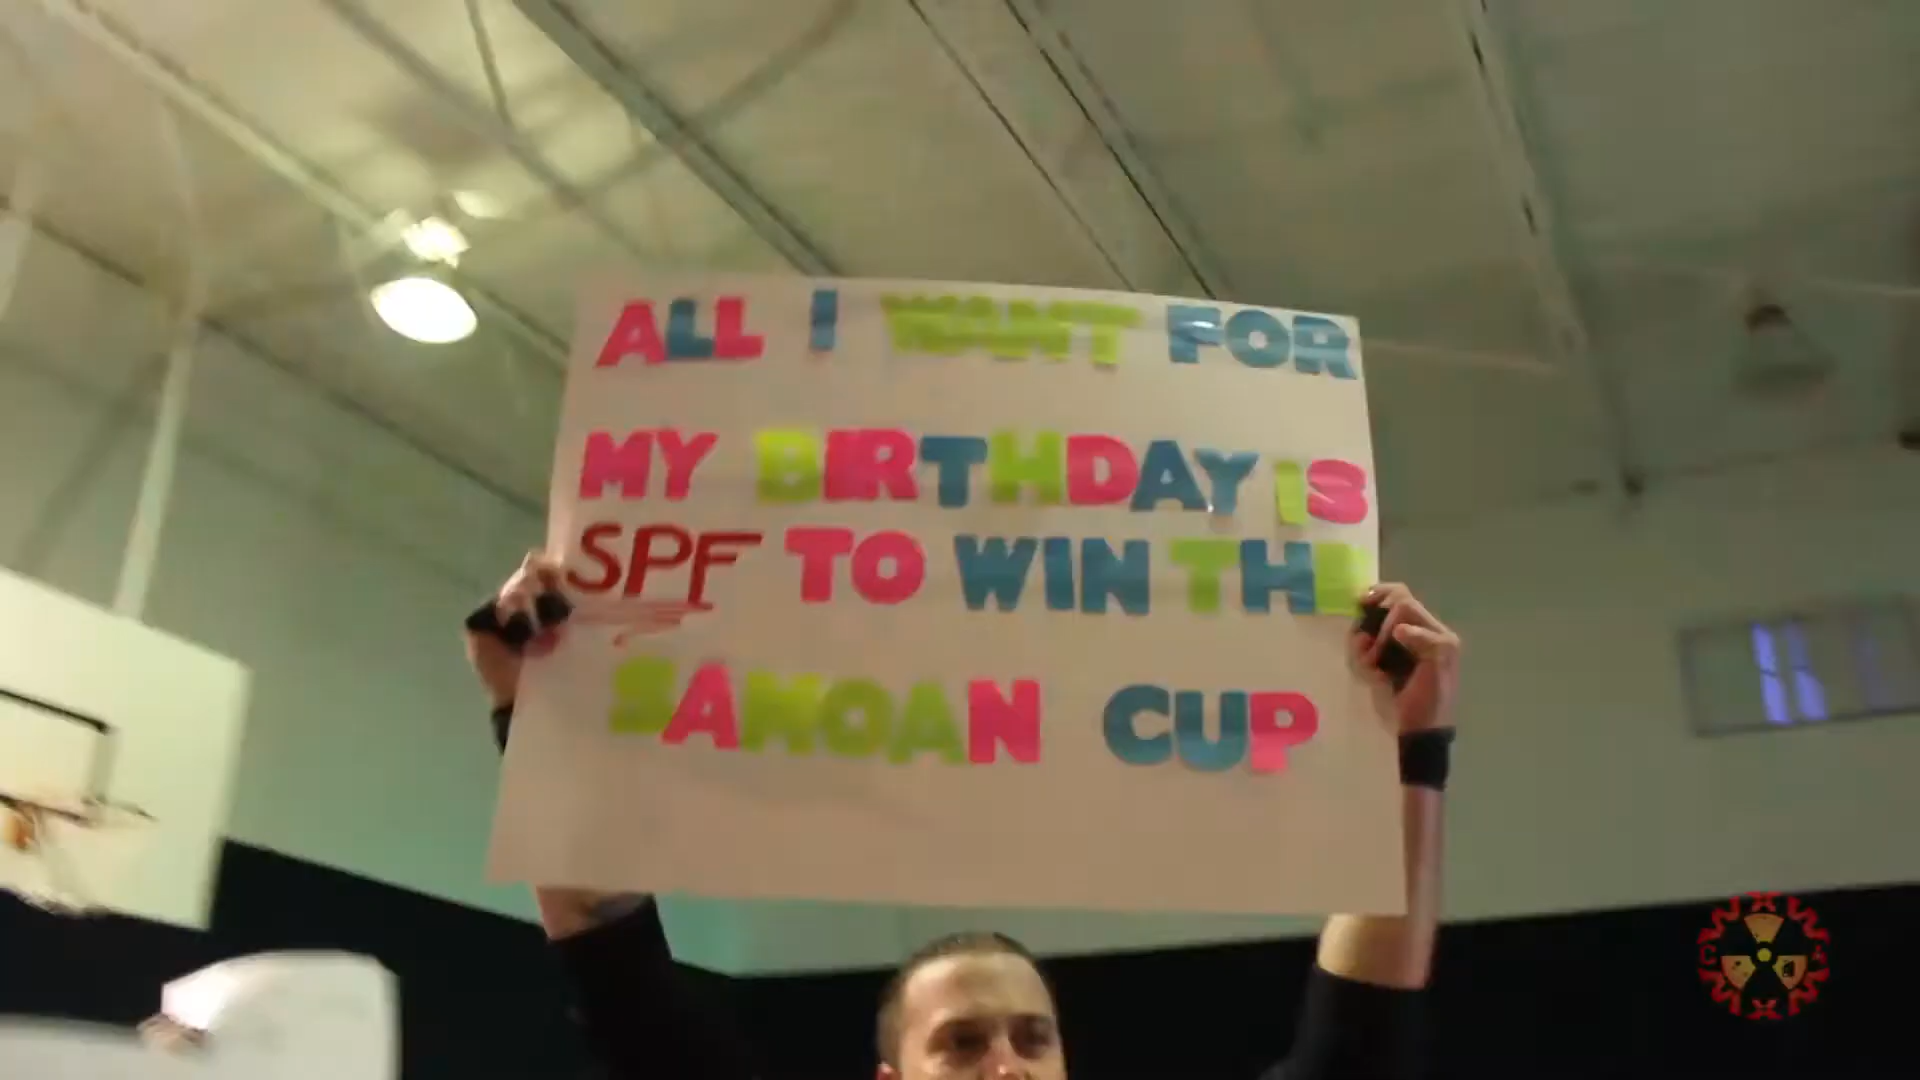 ALL I WANT FOR
MY BIRTHDAY IS
SPF TO WIN THE
SAMOAN CUP